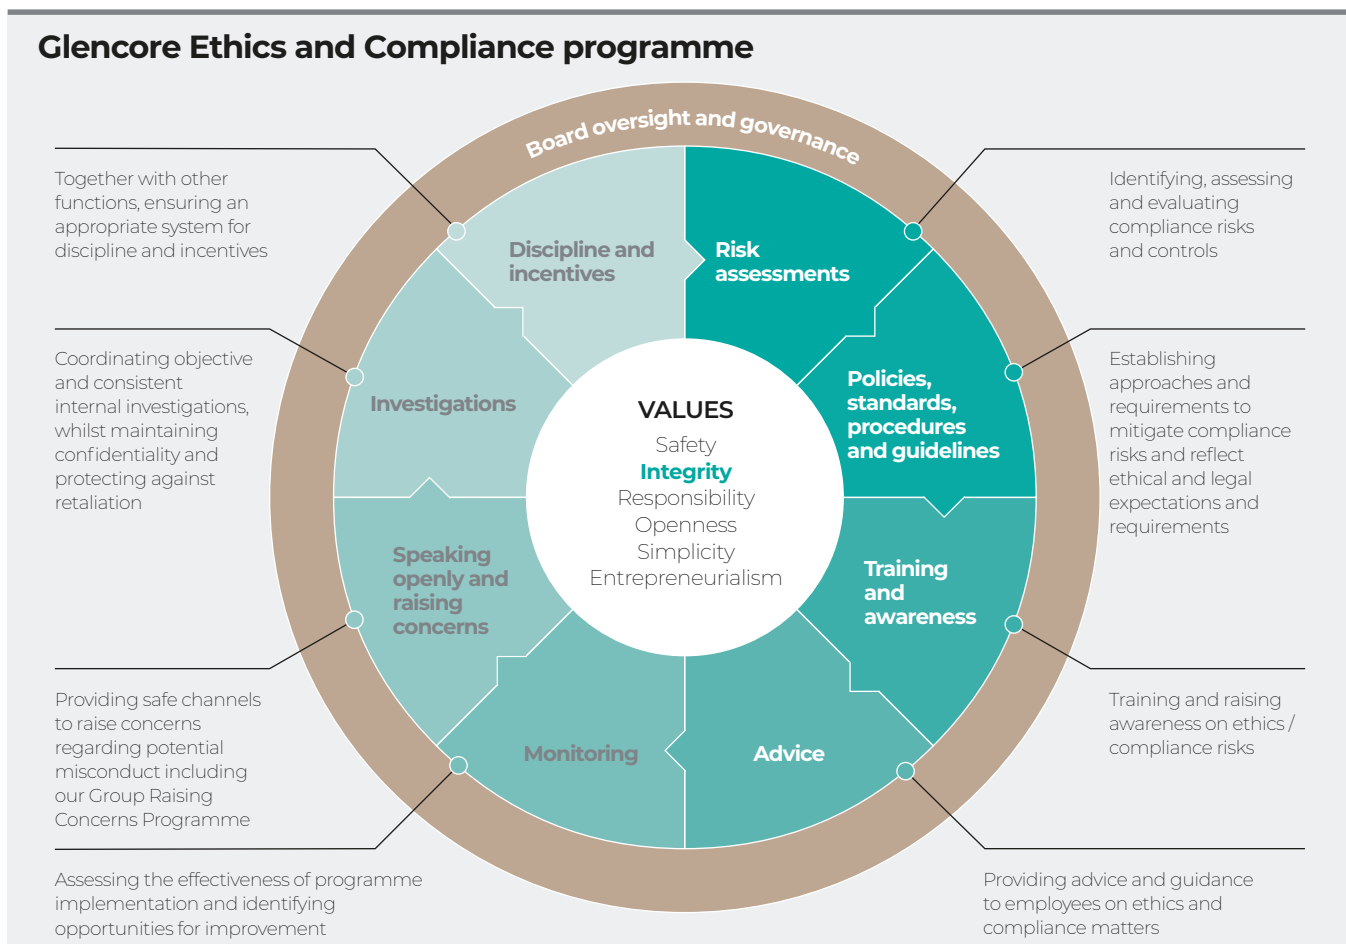 Glencore Ethics and Compliance programme
Board oversight and governance
Together with other
functions, ensuring an
appropriate system for
discipline and incentives
Discipline and
incentives
Risk
assessments
Identifying, assessing
and evaluating
compliance risks
and controls
Coordinating objective
and consistent
internal investigations,
whilst maintaining
confidentiality and
protecting against
retaliation
Investigations
VALUES
Safety
Integrity
Responsibility
Openness
Simplicity
Entrepreneurialism
Policies,
standards,
procedures
and guidelines
Establishing
approaches and
requirements to
mitigate compliance
risks and reflect
ethical and legal
expectations and
requirements
Speaking
openly and
raising
concerns
Training
and
awareness
Providing safe channels
to raise concerns
regarding potential
misconduct including
our Group Raising
Concerns Programme
Monitoring
Advice
Training and raising
awareness on ethics /
compliance risks
Assessing the effectiveness of programme
implementation and identifying
opportunities for improvement
Providing advice and guidance
to employees on ethics and
compliance matters